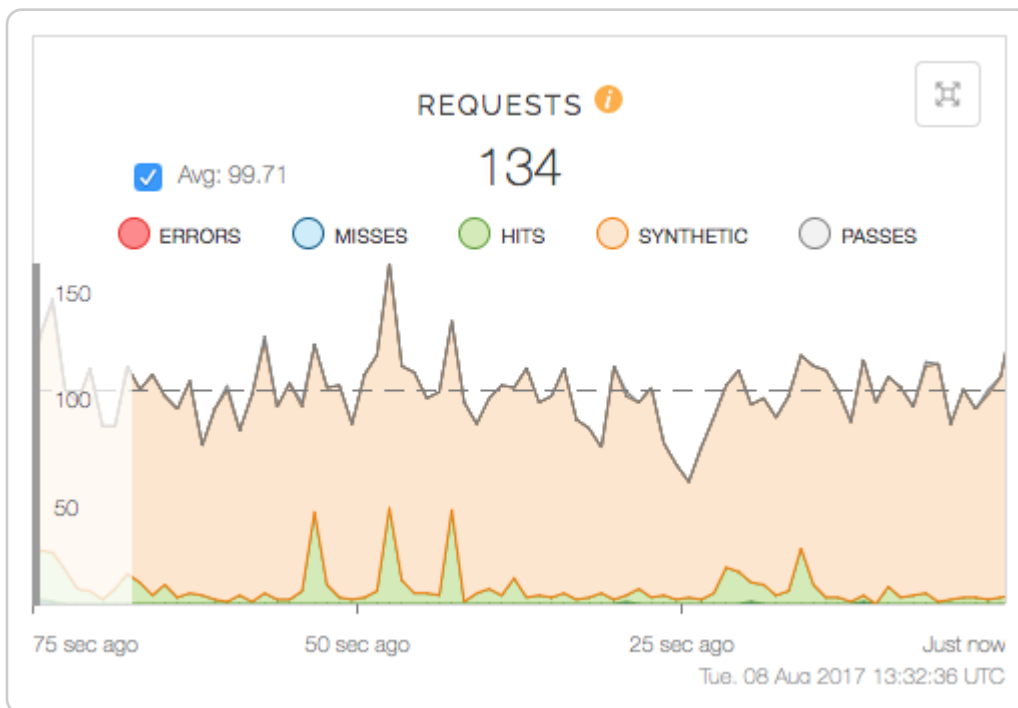 REQUESTS i
Avg: 99.71 134
ERRORS MISSES HITS SYNTHETIC PASSES
150
100
50
75 sec ago 50 sec ago 25 sec ago Just now
Tue, 08 Aug 2017 13:32:36 UTC